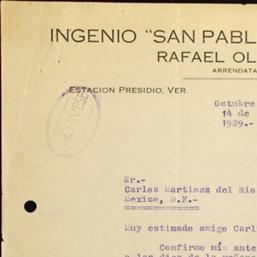 INGENIO "SAN PABL
RAFAEL OL
ARRENDATA
ESTACION PRESIDIO, VER.
Octubre
14 de
1929.-
Sr.-
Carlos Martinez del Rio
Mexico, D.F.-
Muy estimado amigo Carl
Confirmo mis ante